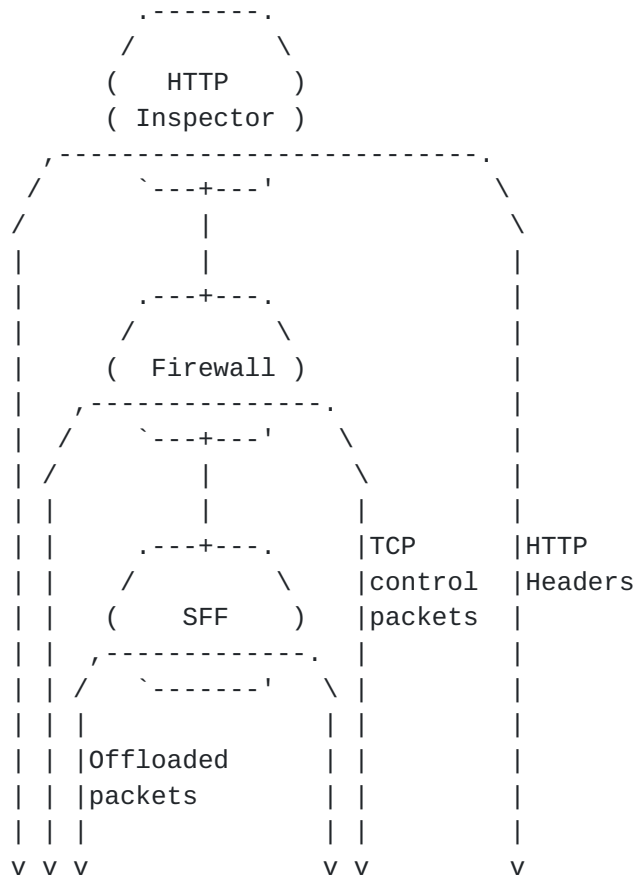 HTTP
Inspector
Firewall
TCP HTTP
SFF control Headers
packets
Offloaded
packets